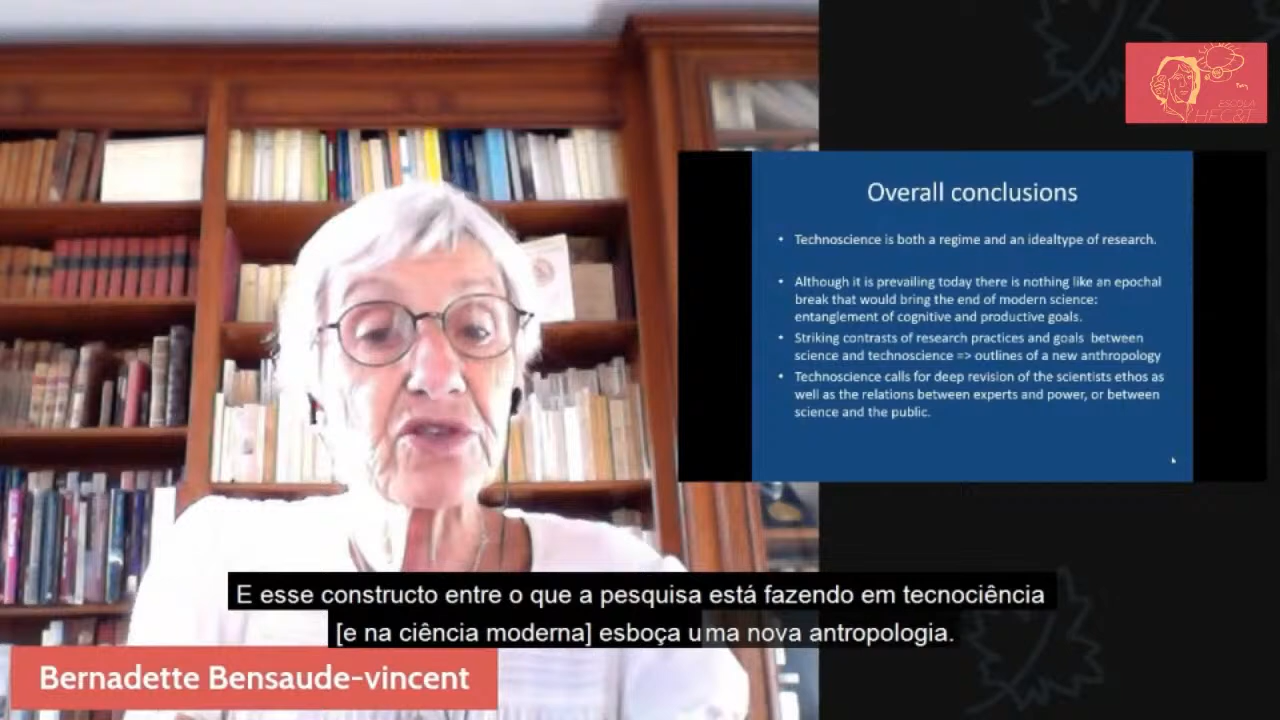 ESCOLA
HFC&T
Overall conclusions
• Technoscience is both a regime and an idealtype of research.
• Although it is prevailing today there is nothing like an epochal
break that would bring the end of modern science:
entanglement of cognitive and productive goals.
• Striking contrasts of research practices and goals between
science and technoscience => outlines of a new anthropology
• Technoscience calls for deep revision of the scientists ethos as
well as the relations between experts and power, or between
science and the public.
E esse constructo entre o que a pesquisa está fazendo em tecnociência
[e na ciência moderna] esboça uma nova antropologia.
Bernadette Bensaude-vincent